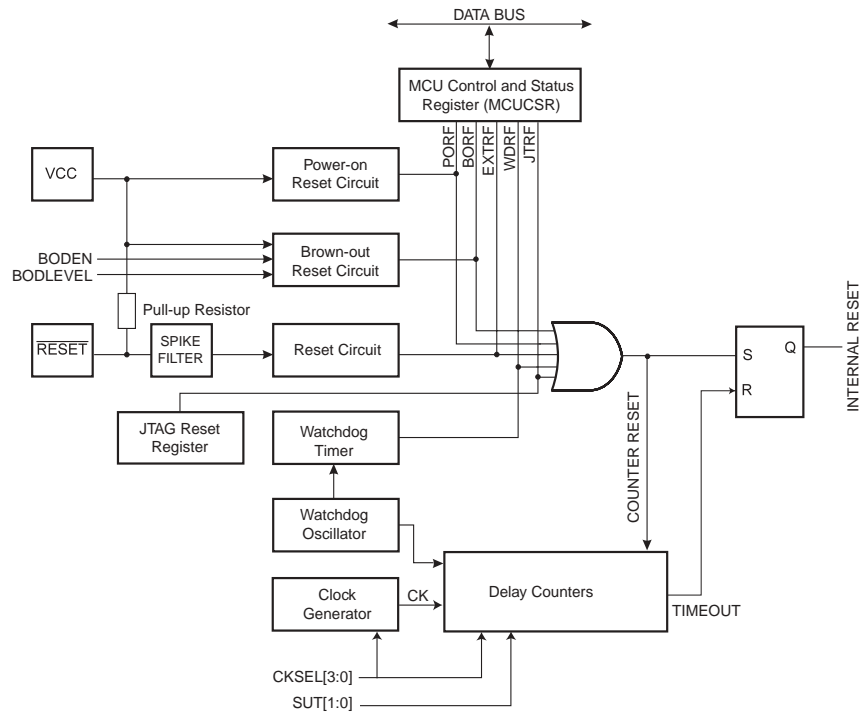 DATA BUS
MCU Control and Status
Register (MCUCSR)
PORF
BORF
EXTRF
WDRF
JTRF
VCC
Power-on
Reset Circuit
BODEN
BODLEVEL
Brown-out
Reset Circuit
Pull-up Resistor
RESET
SPIKE
FILTER
Reset Circuit
S
Q
R
INTERNAL RESET
JTAG Reset
Register
Watchdog
Timer
COUNTER RESET
Watchdog
Oscillator
Clock
Generator
CK
Delay Counters
TIMEOUT
CKSEL[3:0]
SUT[1:0]